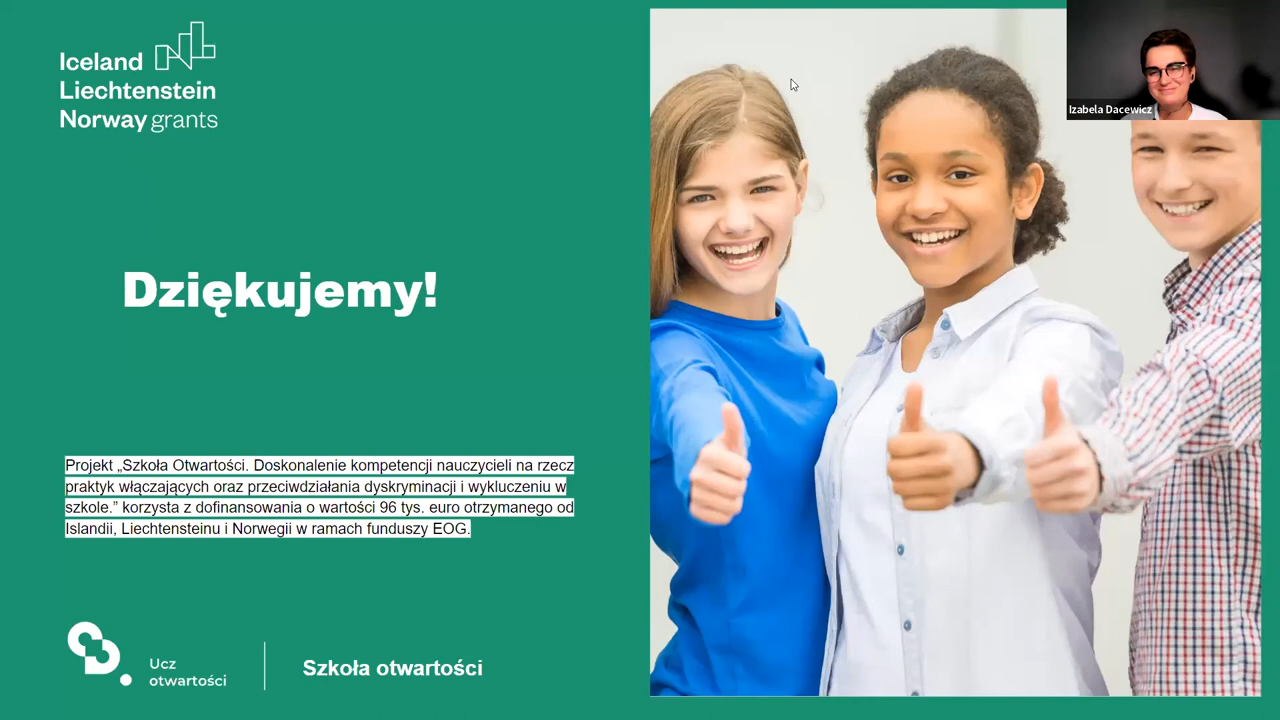 Iceland
Liechtenstein
Norway grants
Izabela Dacewicz
Dziękujemy!
Projekt „Szkoła Otwartości. Doskonalenie kompetencji nauczycieli na rzecz
praktyk włączających oraz przeciwdziałania dyskryminacji i wykluczeniu w
szkole.” korzysta z dofinansowania o wartości 96 tys. euro otrzymanego od
Islandii, Liechtensteinu i Norwegii w ramach funduszy EOG.
Ucz
otwartości
Szkoła otwartości